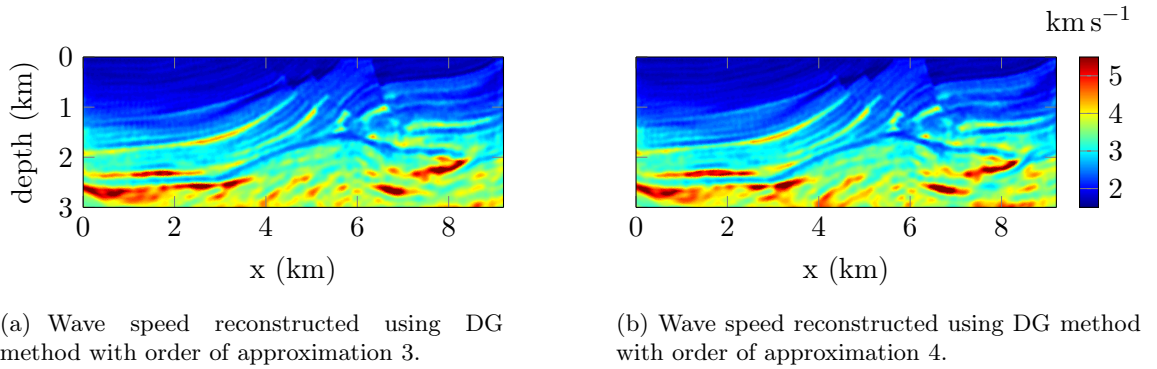 km s−1
0
1
2
3
depth (km)
0 2 4 6 8
x (km)
0 2 4 6 8
x (km)
5
4
3
2
(a) Wave speed reconstructed using DG
method with order of approximation 3.
(b) Wave speed reconstructed using DG method
with order of approximation 4.